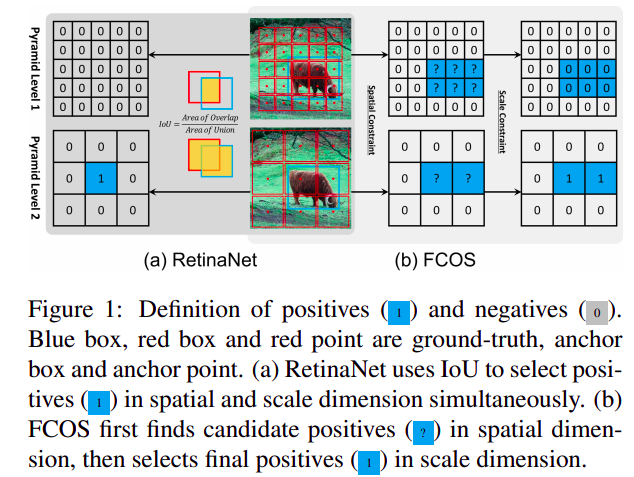 Pyramid Level 1
0 0 0 0 0
0 0 0 0 0
0 0 0 0 0
0 0 0 0 0
0 0 0 0 0
Pyramid Level 2
0 0 0
0 1 0
0 0 0
IoU = Area of Overlap / Area of Union
Spatial Constraint
0 0 0 0 0
0 0 0 0 0
0 0 ? ? ?
0 0 ? ? ?
0 0 0 0 0
0 0 0
0 ? ?
0 0 0
Scale Constraint
0 0 0 0 0
0 0 0 0 0
0 0 0 0 0
0 0 0 0 0
0 0 0 0 0
0 0 0
0 1 1
0 0 0
(a) RetinaNet
(b) FCOS
Figure 1: Definition of positives ( 1 ) and negatives ( 0 ).
Blue box, red box and red point are ground-truth, anchor
box and anchor point. (a) RetinaNet uses IoU to select posi-
tives ( 1 ) in spatial and scale dimension simultaneously. (b)
FCOS first finds candidate positives ( ? ) in spatial dimen-
sion, then selects final positives ( 1 ) in scale dimension.